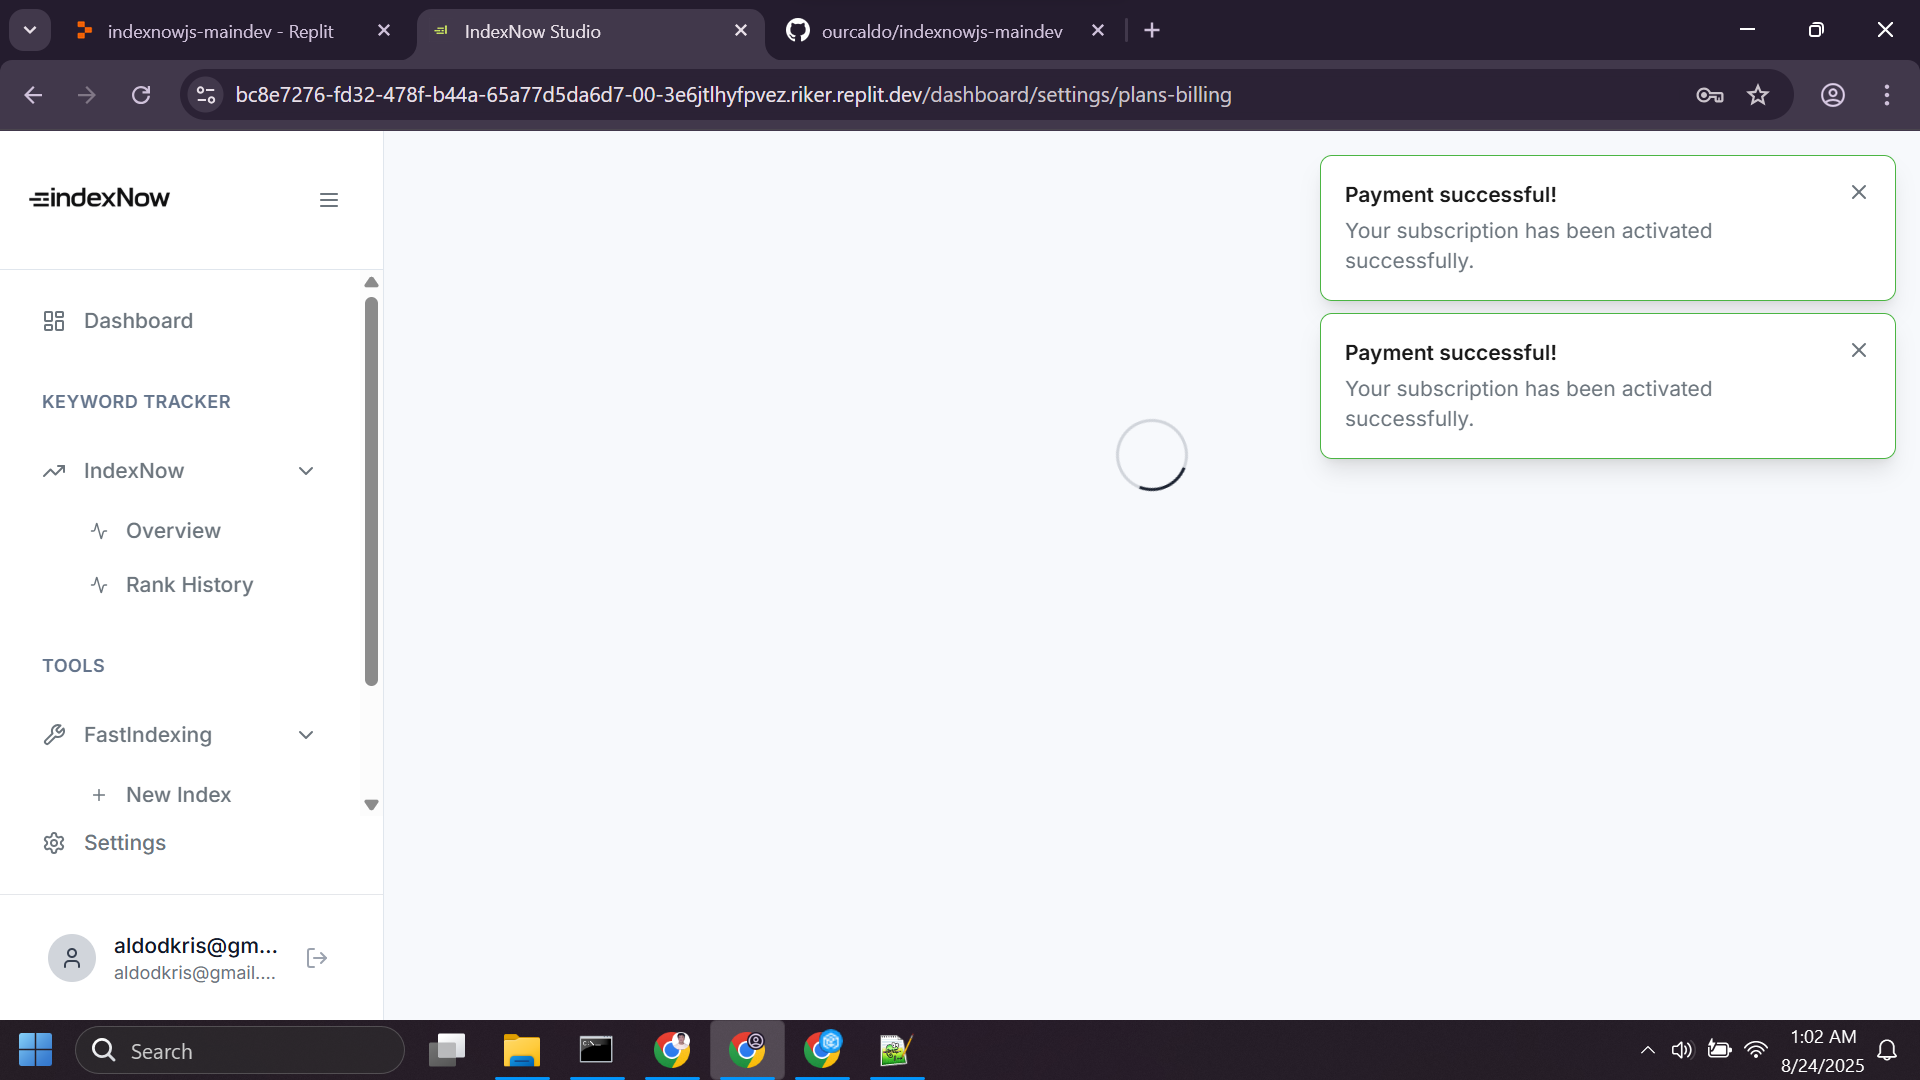 indexnowjs-maindev - Replit
IndexNow Studio
ourcaldo/indexnowjs-maindev
bc8e7276-fd32-478f-b44a-65a77d5da6d7-00-3e6jtlhyfpvez.riker.replit.dev/dashboard/settings/plans-billing
indexNow
Dashboard
KEYWORD TRACKER
IndexNow
Overview
Rank History
TOOLS
FastIndexing
New Index
Settings
aldodkris@gm...
aldodkris@gmail....
Payment successful!
Your subscription has been activated
successfully.
Payment successful!
Your subscription has been activated
successfully.
Search
1:02 AM
8/24/2025